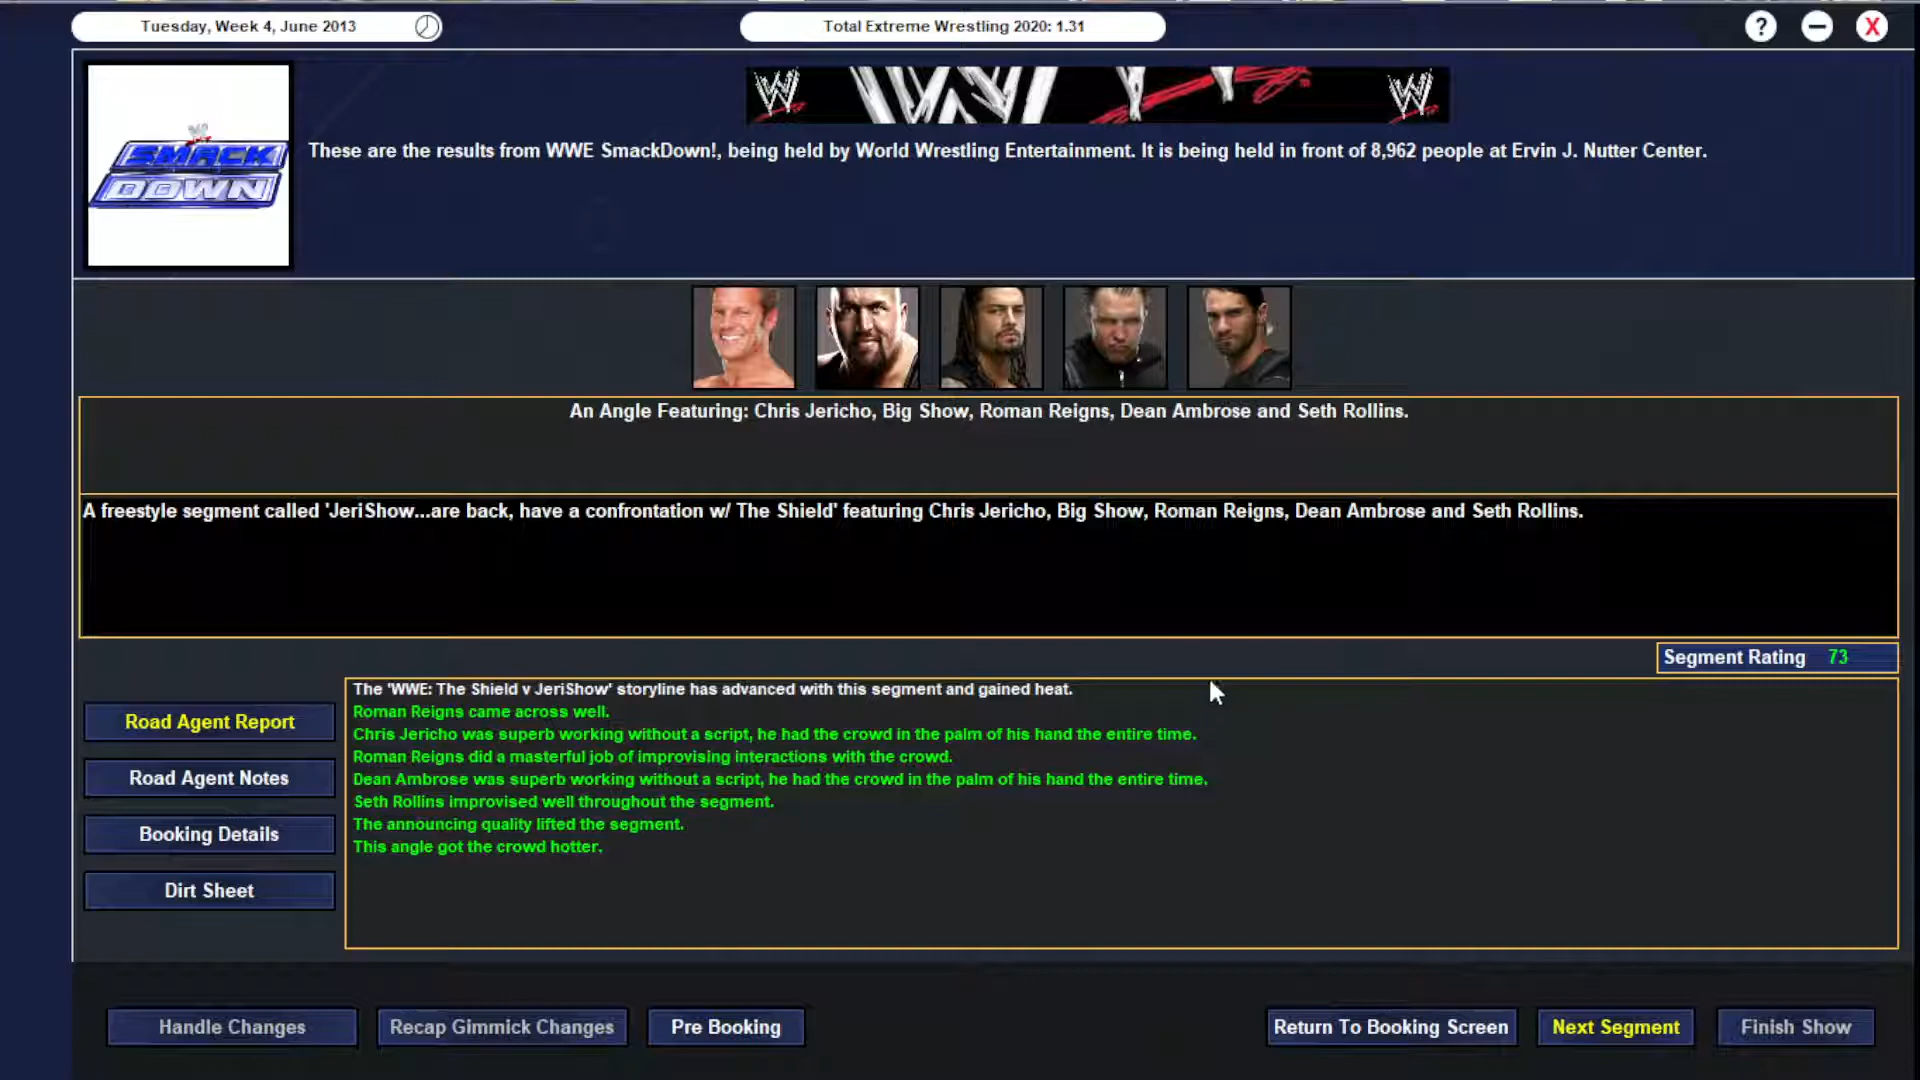 Tuesday, Week 4, June 2013
Total Extreme Wrestling 2020: 1.31
?
X
SMACK
DOWN
These are the results from WWE SmackDown!, being held by World Wrestling Entertainment. It is being held in front of 8,962 people at Ervin J. Nutter Center.
An Angle Featuring: Chris Jericho, Big Show, Roman Reigns, Dean Ambrose and Seth Rollins.
A freestyle segment called 'JeriShow...are back, have a confrontation w/ The Shield' featuring Chris Jericho, Big Show, Roman Reigns, Dean Ambrose and Seth Rollins.
Segment Rating 73
The 'WWE: The Shield v JeriShow' storyline has advanced with this segment and gained heat.
Roman Reigns came across well.
Chris Jericho was superb working without a script, he had the crowd in the palm of his hand the entire time.
Roman Reigns did a masterful job of improvising interactions with the crowd.
Dean Ambrose was superb working without a script, he had the crowd in the palm of his hand the entire time.
Seth Rollins improvised well throughout the segment.
The announcing quality lifted the segment.
This angle got the crowd hotter.
Road Agent Report
Road Agent Notes
Booking Details
Dirt Sheet
Handle Changes
Recap Gimmick Changes
Pre Booking
Return To Booking Screen
Next Segment
Finish Show